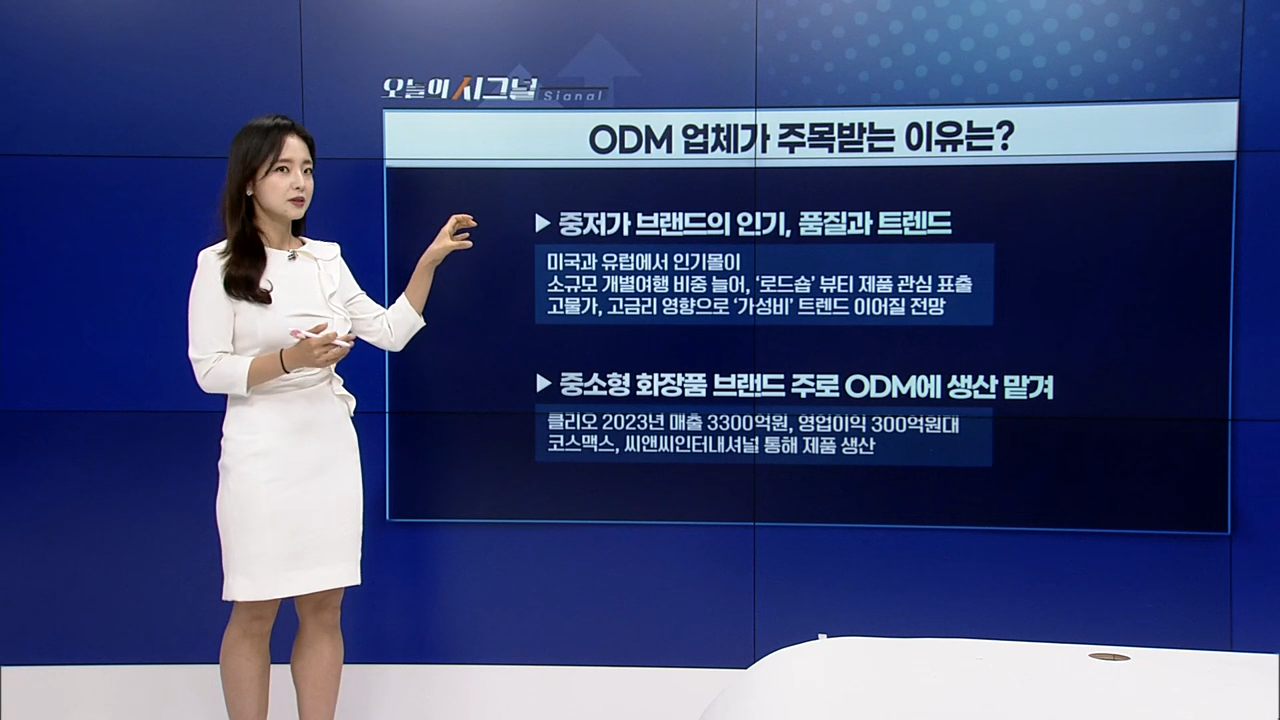 오늘의 시그널 Signal
ODM 업체가 주목받는 이유는?
▶ 중저가 브랜드의 인기, 품질과 트렌드
미국과 유럽에서 인기몰이
소규모 개별여행 비중 늘어, ‘로드숍’ 뷰티 제품 관심 표출
고물가, 고금리 영향으로 ‘가성비’ 트렌드 이어질 전망
▶ 중소형 화장품 브랜드 주로 ODM에 생산 맡겨
클리오 2023년 매출 3300억원, 영업이익 300억원대
코스맥스, 씨앤씨인터내셔널 통해 제품 생산